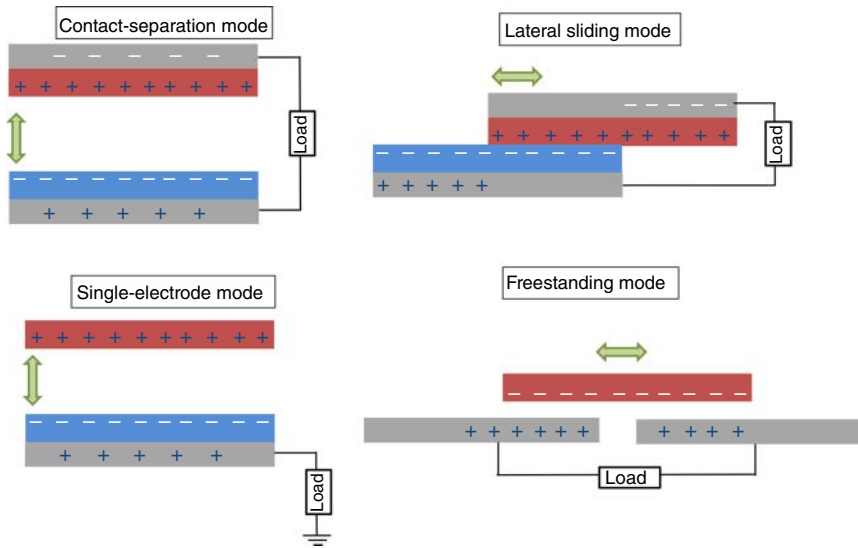 Contact-separation mode
Load
Lateral sliding mode
Load
Single-electrode mode
Load
Freestanding mode
Load